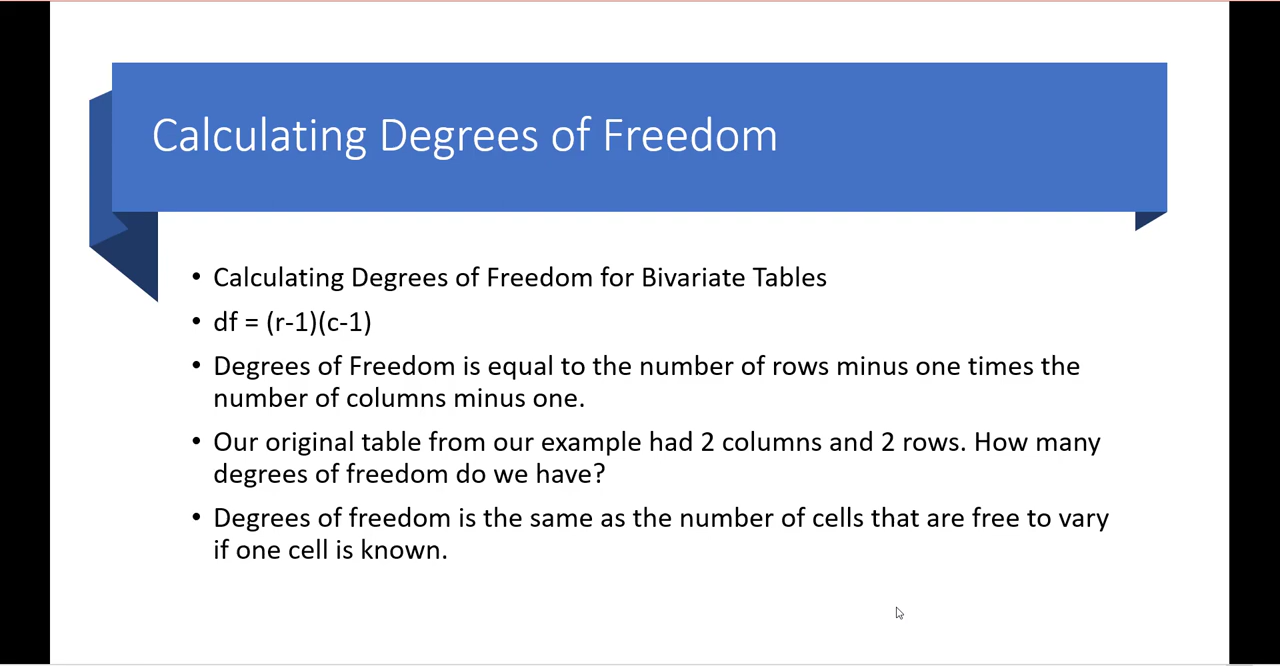 Calculating Degrees of Freedom
• Calculating Degrees of Freedom for Bivariate Tables
• df = (r-1)(c-1)
• Degrees of Freedom is equal to the number of rows minus one times the
number of columns minus one.
• Our original table from our example had 2 columns and 2 rows. How many
degrees of freedom do we have?
• Degrees of freedom is the same as the number of cells that are free to vary
if one cell is known.